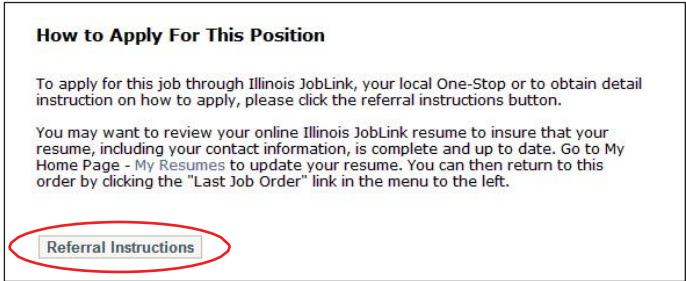 How to Apply For This Position
To apply for this job through Illinois JobLink, your local One-Stop or to obtain detail
instruction on how to apply, please click the referral instructions button.
You may want to review your online Illinois JobLink resume to insure that your
resume, including your contact information, is complete and up to date. Go to My
Home Page - My Resumes to update your resume. You can then return to this
order by clicking the "Last Job Order" link in the menu to the left.
Referral Instructions